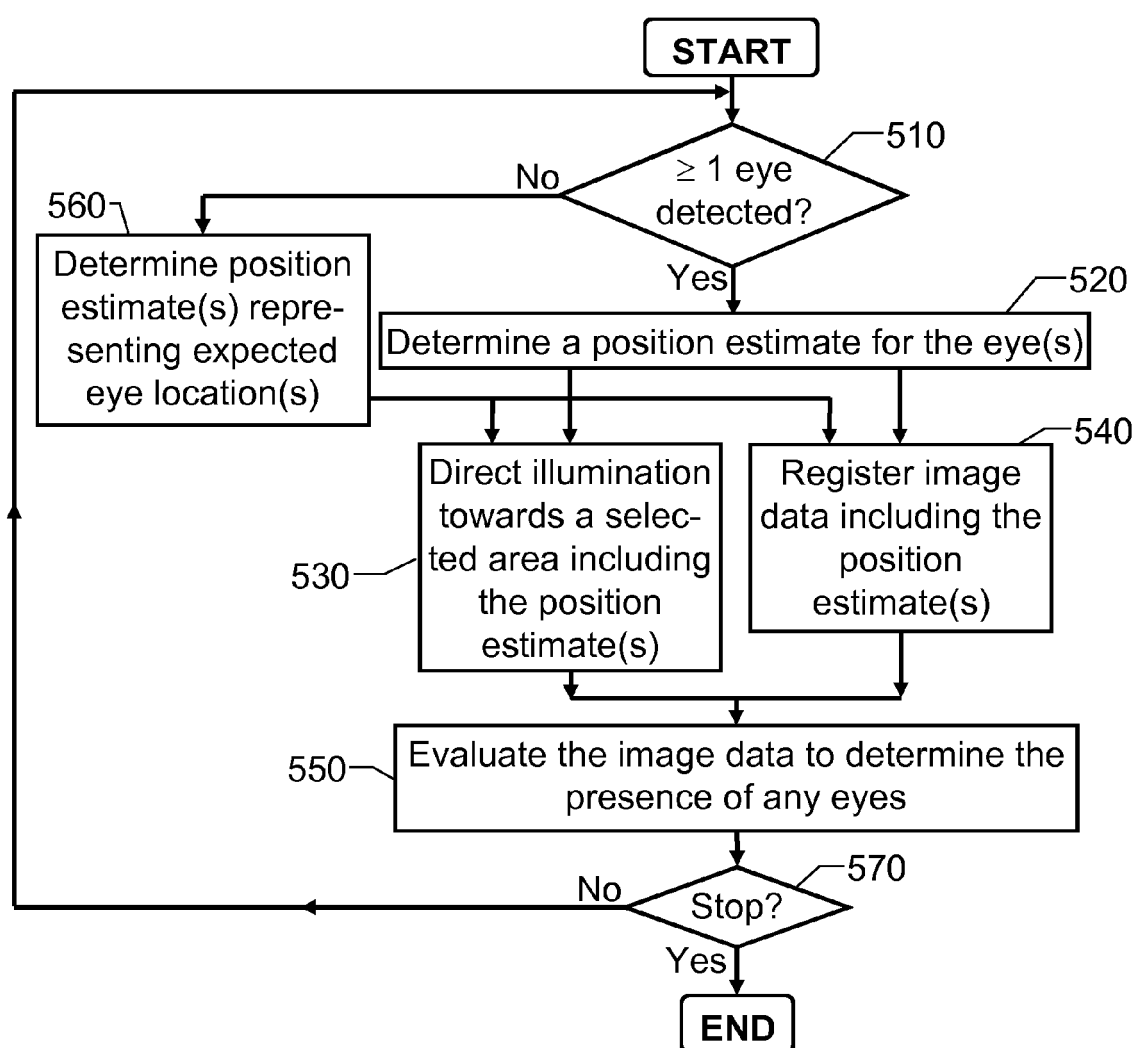 START
510
≥ 1 eye
detected?
No
Yes
560
Determine position
estimate(s) repre-
senting expected
eye location(s)
520
Determine a position estimate for the eye(s)
530
Direct illumination
towards a selec-
ted area including
the position
estimate(s)
540
Register image
data including the
position
estimate(s)
550
Evaluate the image data to determine the
presence of any eyes
570
Stop?
No
Yes
END